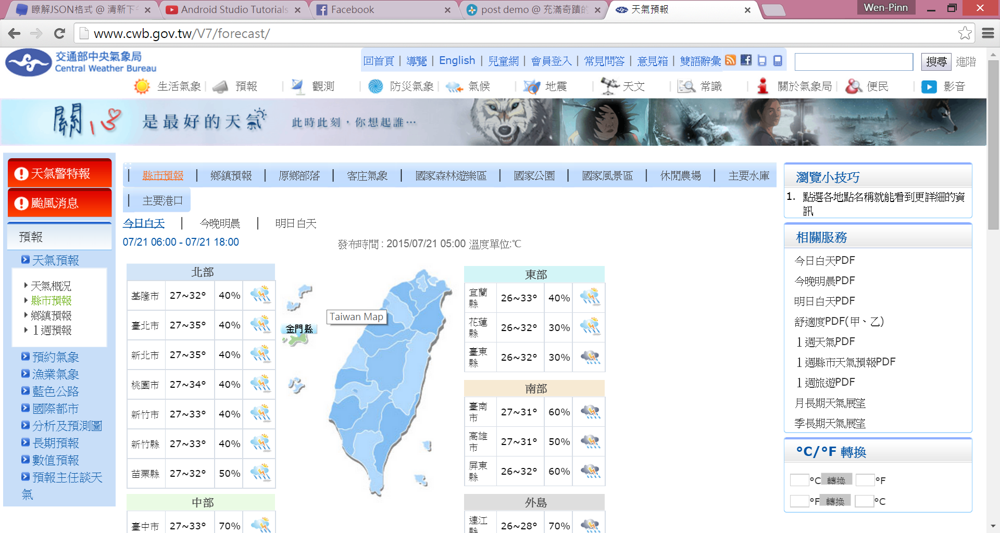 瞭解JSON格式 @ 清新下午
Android Studio Tutorials
Facebook
post demo @ 充滿奇蹟的
天氣預報
Wen-Pinn
www.cwb.gov.tw/V7/forecast/
交通部中央氣象局
Central Weather Bureau
回首頁 | 導覽 | English | 兒童網 | 會員登入 | 常見問答 | 意見箱 | 雙語辭彙
搜尋 進階
生活氣象 | 預報 | 觀測 | 防災氣象 | 氣候 | 地震 | 天文 | 常識 | 關於氣象局 | 便民 | 影音
關心 是最好的天氣 此時此刻，你想起誰…
天氣警特報
颱風消息
預報
天氣預報
天氣概況
縣市預報
鄉鎮預報
1週預報
預約氣象
漁業氣象
藍色公路
國際都市
分析及預測圖
長期預報
數值預報
預報主任談天
氣
| 縣市預報 | 鄉鎮預報 | 原鄉部落 | 客庄氣象 | 國家森林遊樂區 | 國家公園 | 國家風景區 | 休閒農場 | 主要水庫
| 主要港口
今日白天 | 今晚明晨 | 明日白天
07/21 06:00 - 07/21 18:00
發布時間 : 2015/07/21 05:00 溫度單位:℃
北部
基隆市 27~32° 40%
臺北市 27~35° 40%
新北市 27~35° 40%
桃園市 27~34° 40%
新竹市 27~33° 40%
新竹縣 27~33° 40%
苗栗縣 27~32° 50%
中部
臺中市 27~33° 70%
金門縣
Taiwan Map
東部
宜蘭
縣 26~33° 40%
花蓮
縣 26~32° 30%
臺東
縣 26~32° 30%
南部
臺南
市 27~31° 60%
高雄
市 27~31° 50%
屏東
縣 26~32° 60%
外島
連江
縣 26~28° 70%
瀏覽小技巧
1. 點選各地點名稱就能看到更詳細的資
訊
相關服務
今日白天PDF
今晚明晨PDF
明日白天PDF
舒適度PDF(甲、乙)
1週天氣PDF
1週縣市天氣預報PDF
1週旅遊PDF
月長期天氣展望
季長期天氣展望
°C/°F 轉換
°C 轉換 °F
°F 轉換 °C